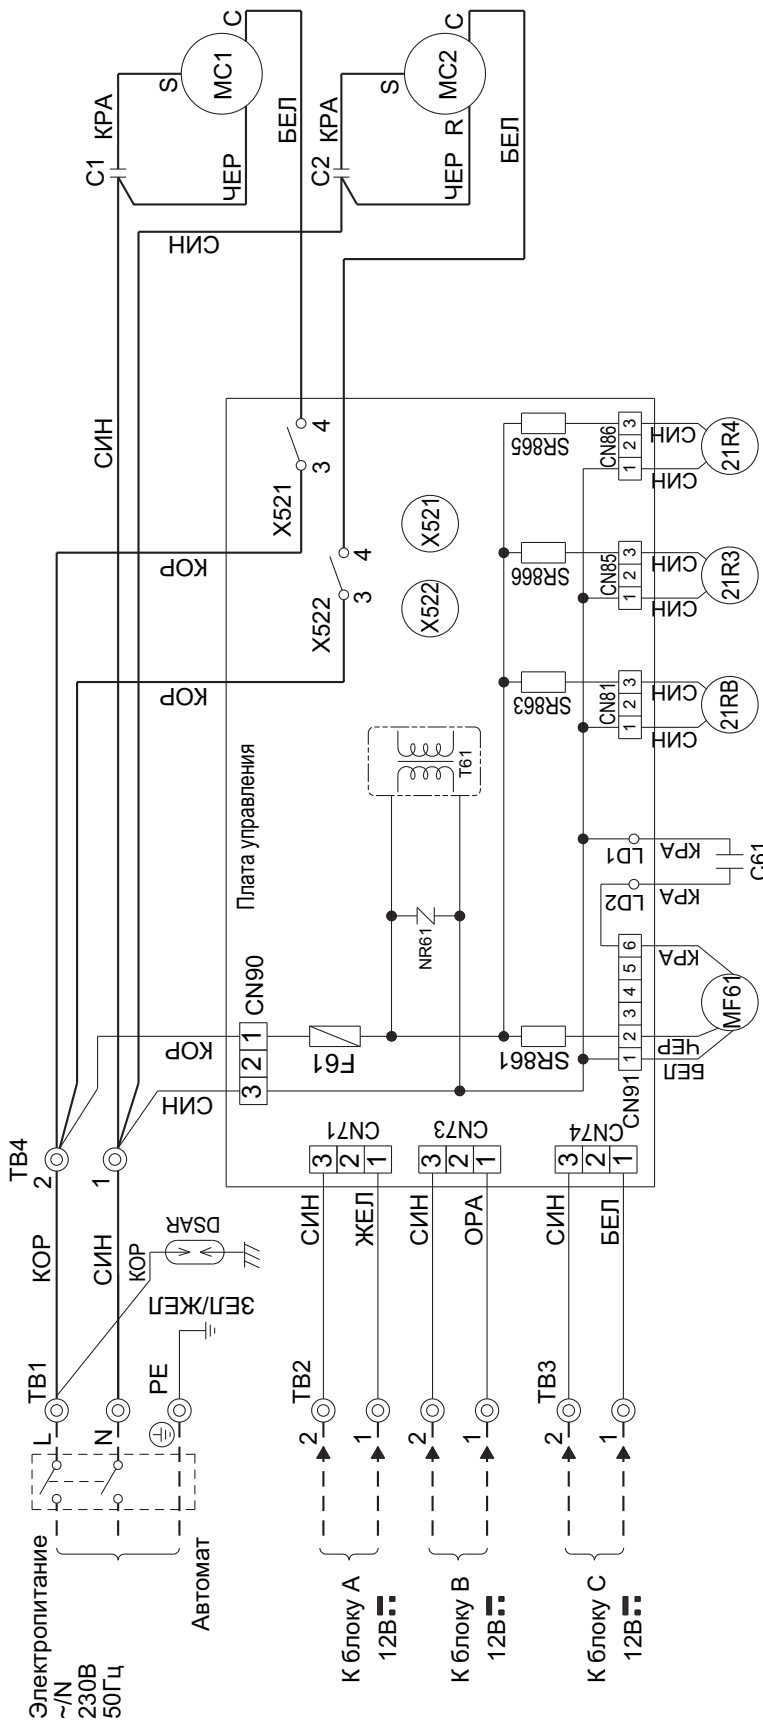 Электропитание
~/N
230В
50Гц
Автомат
L
N
TB1
PE
КОР
СИН
КОР
DSAR
ЗЕЛ/ЖЕЛ
TB4
2
1
КОР
СИН
КОР
КОР
СИН
СИН
C1
КРА
S
MC1
C
ЧЕР
БЕЛ
C2
КРА
S
MC2
C
R
ЧЕР
БЕЛ
Плата управления
CN90
3 2 1
F61
NR61
T61
X521
3
4
X522
3
4
X522
X521
SR861
SR863
SR866
SR865
CN91
1 2 3 4 5 6
БЕЛ
ЧЕР
КРА
MF61
LD2
LD1
КРА
КРА
C61
CN81
1 2 3
СИН
СИН
21RB
CN85
1 2 3
СИН
СИН
21R3
CN86
1 2 3
СИН
СИН
21R4
К блоку A
12В
TB2
2
1
СИН
ЖЕЛ
CN71
3 2 1
К блоку B
12В
2
1
СИН
ОРА
CN73
3 2 1
К блоку C
12В
TB3
2
1
СИН
БЕЛ
CN74
3 2 1